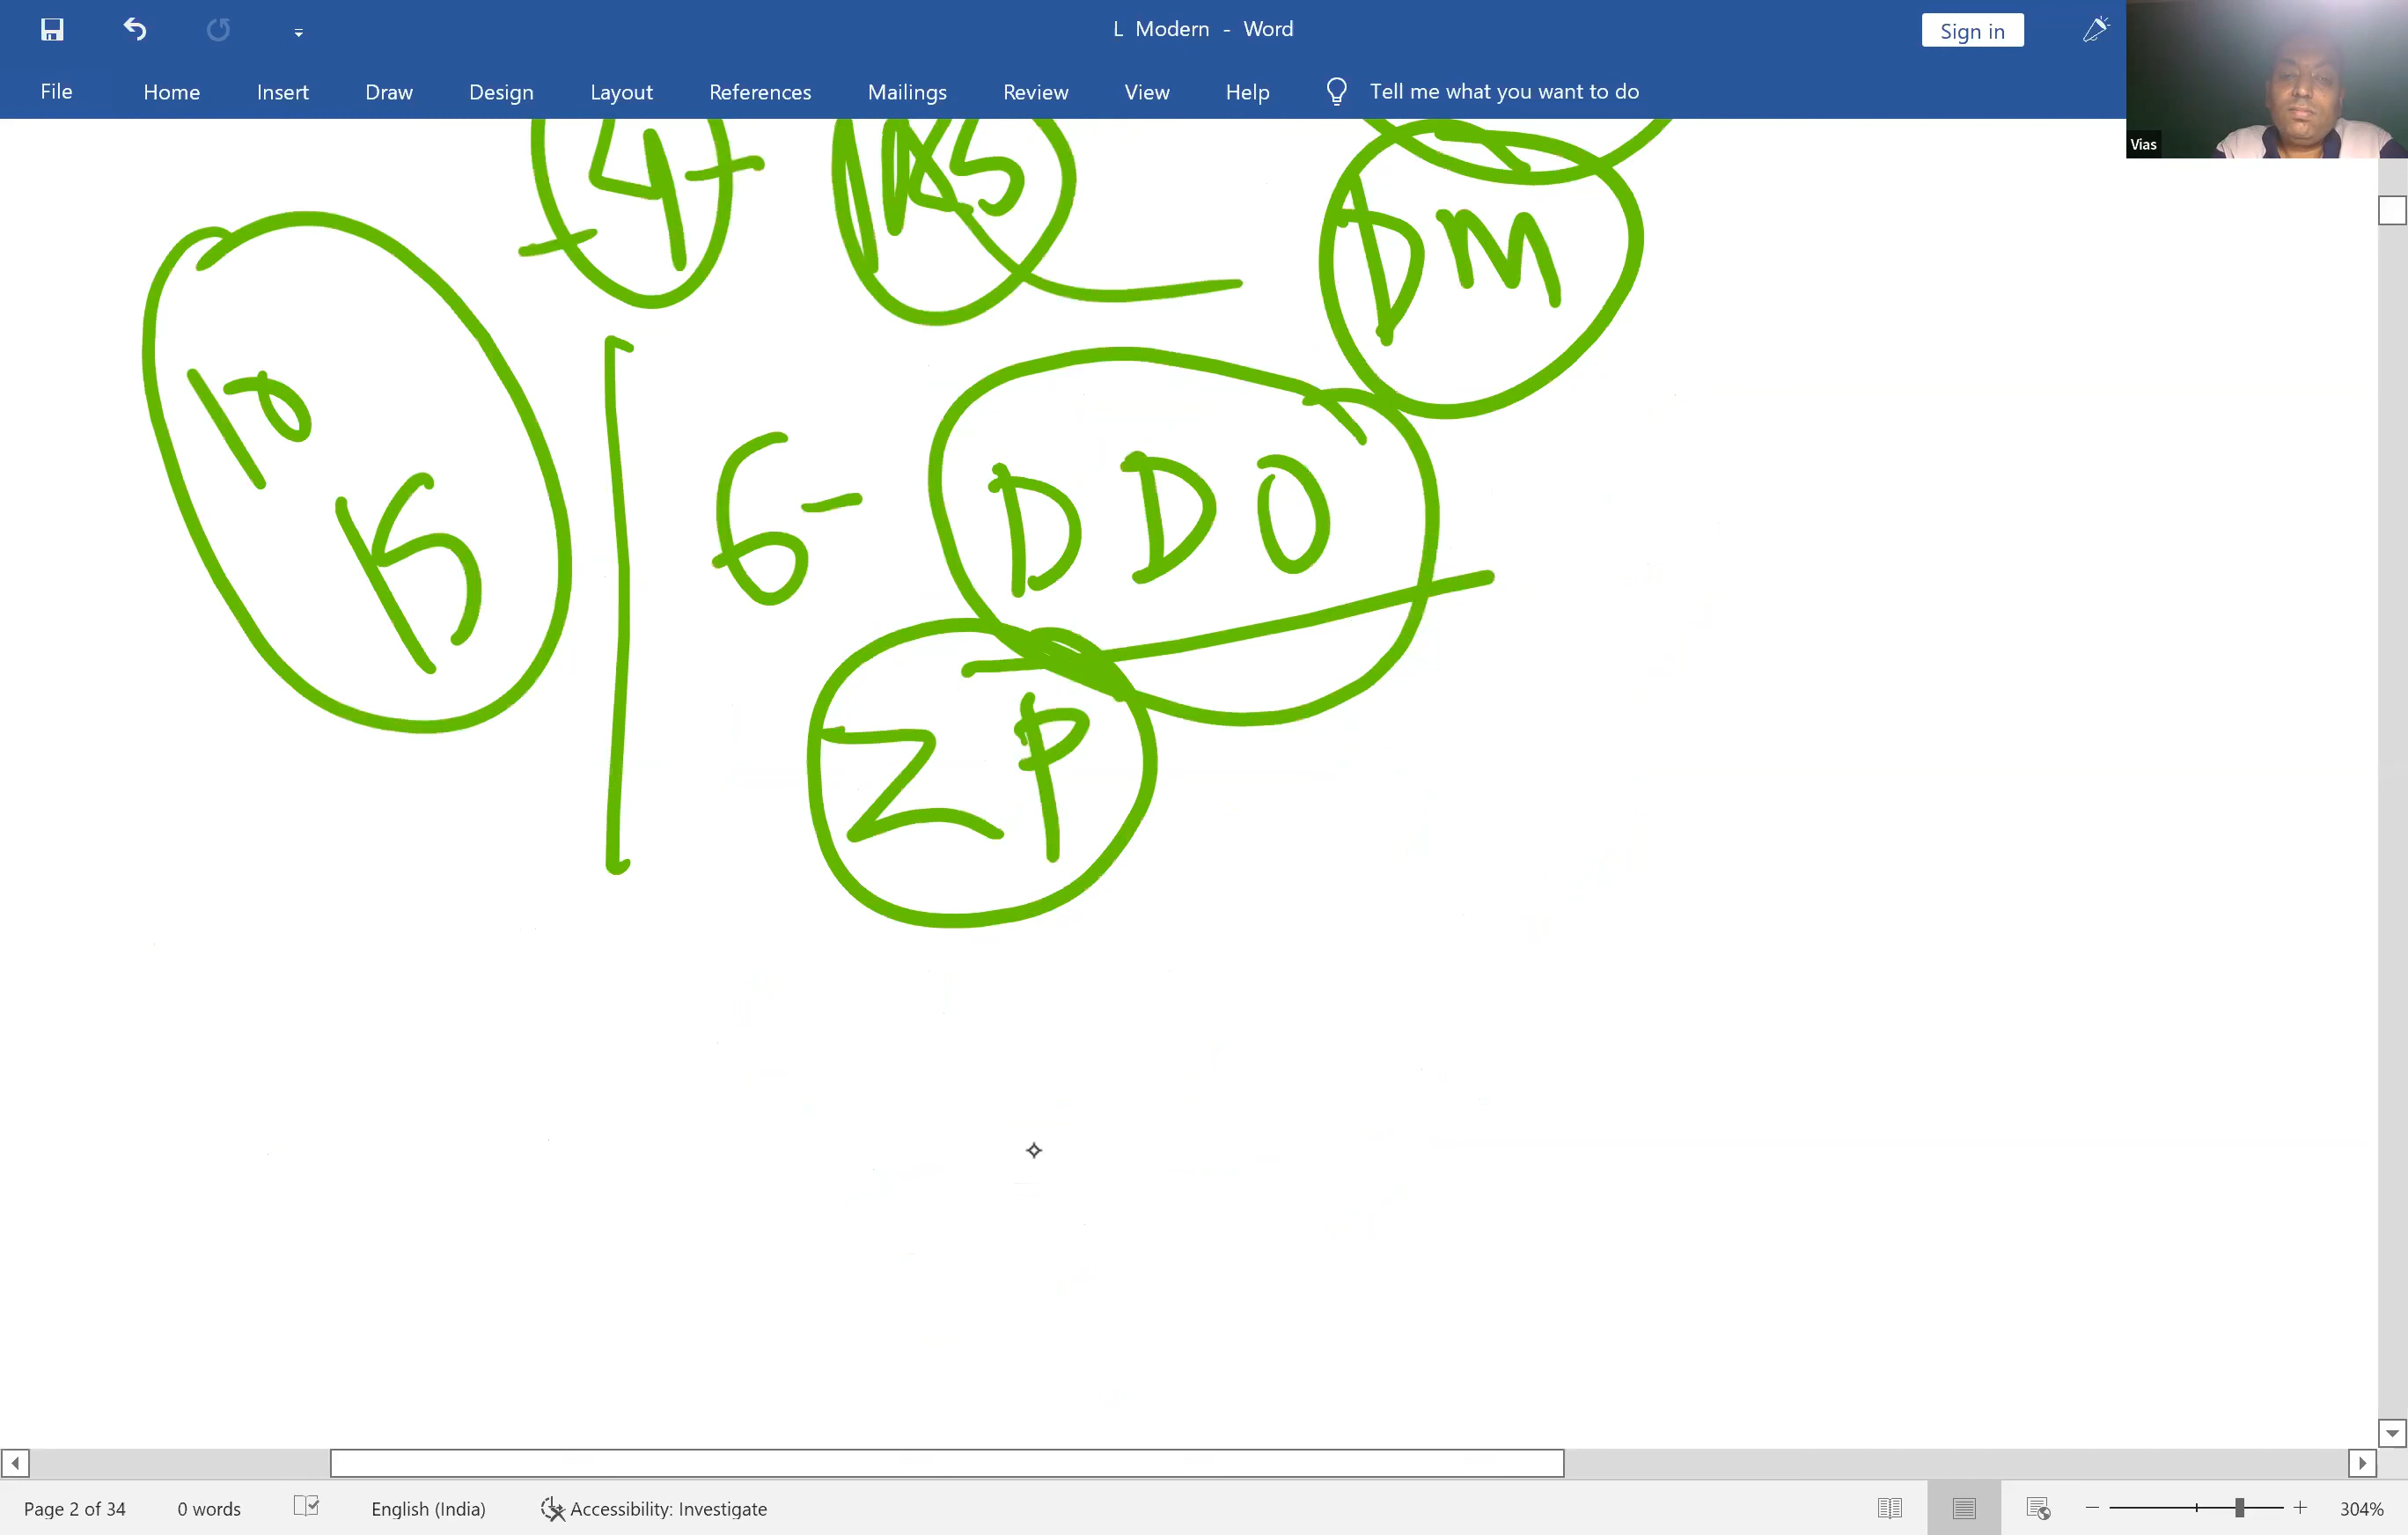 L Modern - Word
Sign in
File Home Insert Draw Design Layout References Mailings Review View Help Tell me what you want to do
Vias
4
DM
10
15
6- DDO
ZP
Page 2 of 34 0 words English (India) Accessibility: Investigate 304%